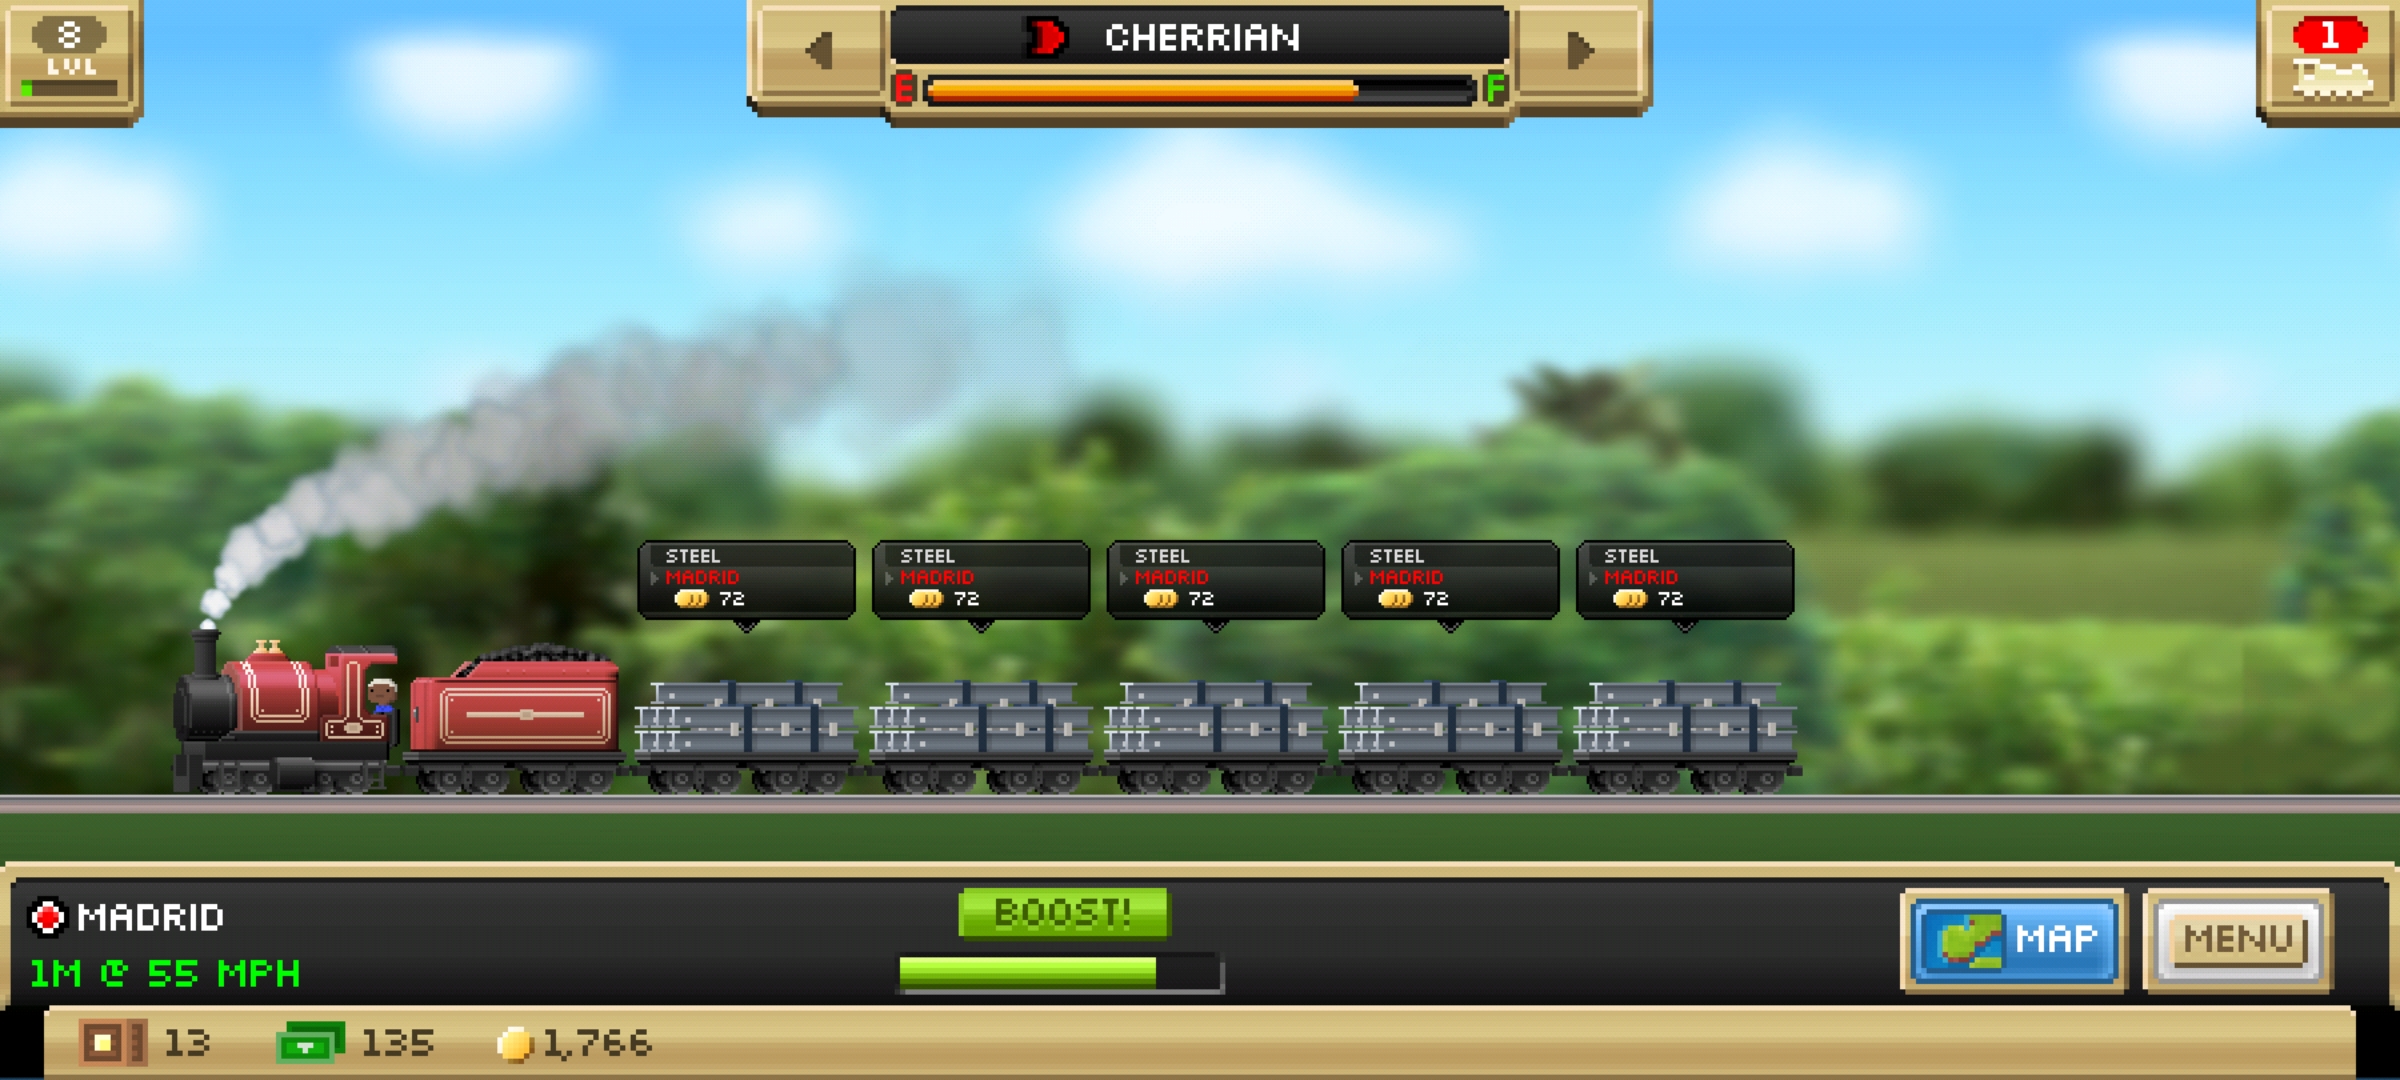 8
LVL
CHERRIAN
E F
1
STEEL
MADRID
72
STEEL
MADRID
72
STEEL
MADRID
72
STEEL
MADRID
72
STEEL
MADRID
72
MADRID
1M @ 55 MPH
BOOST!
MAP
MENU
13 135 1,766